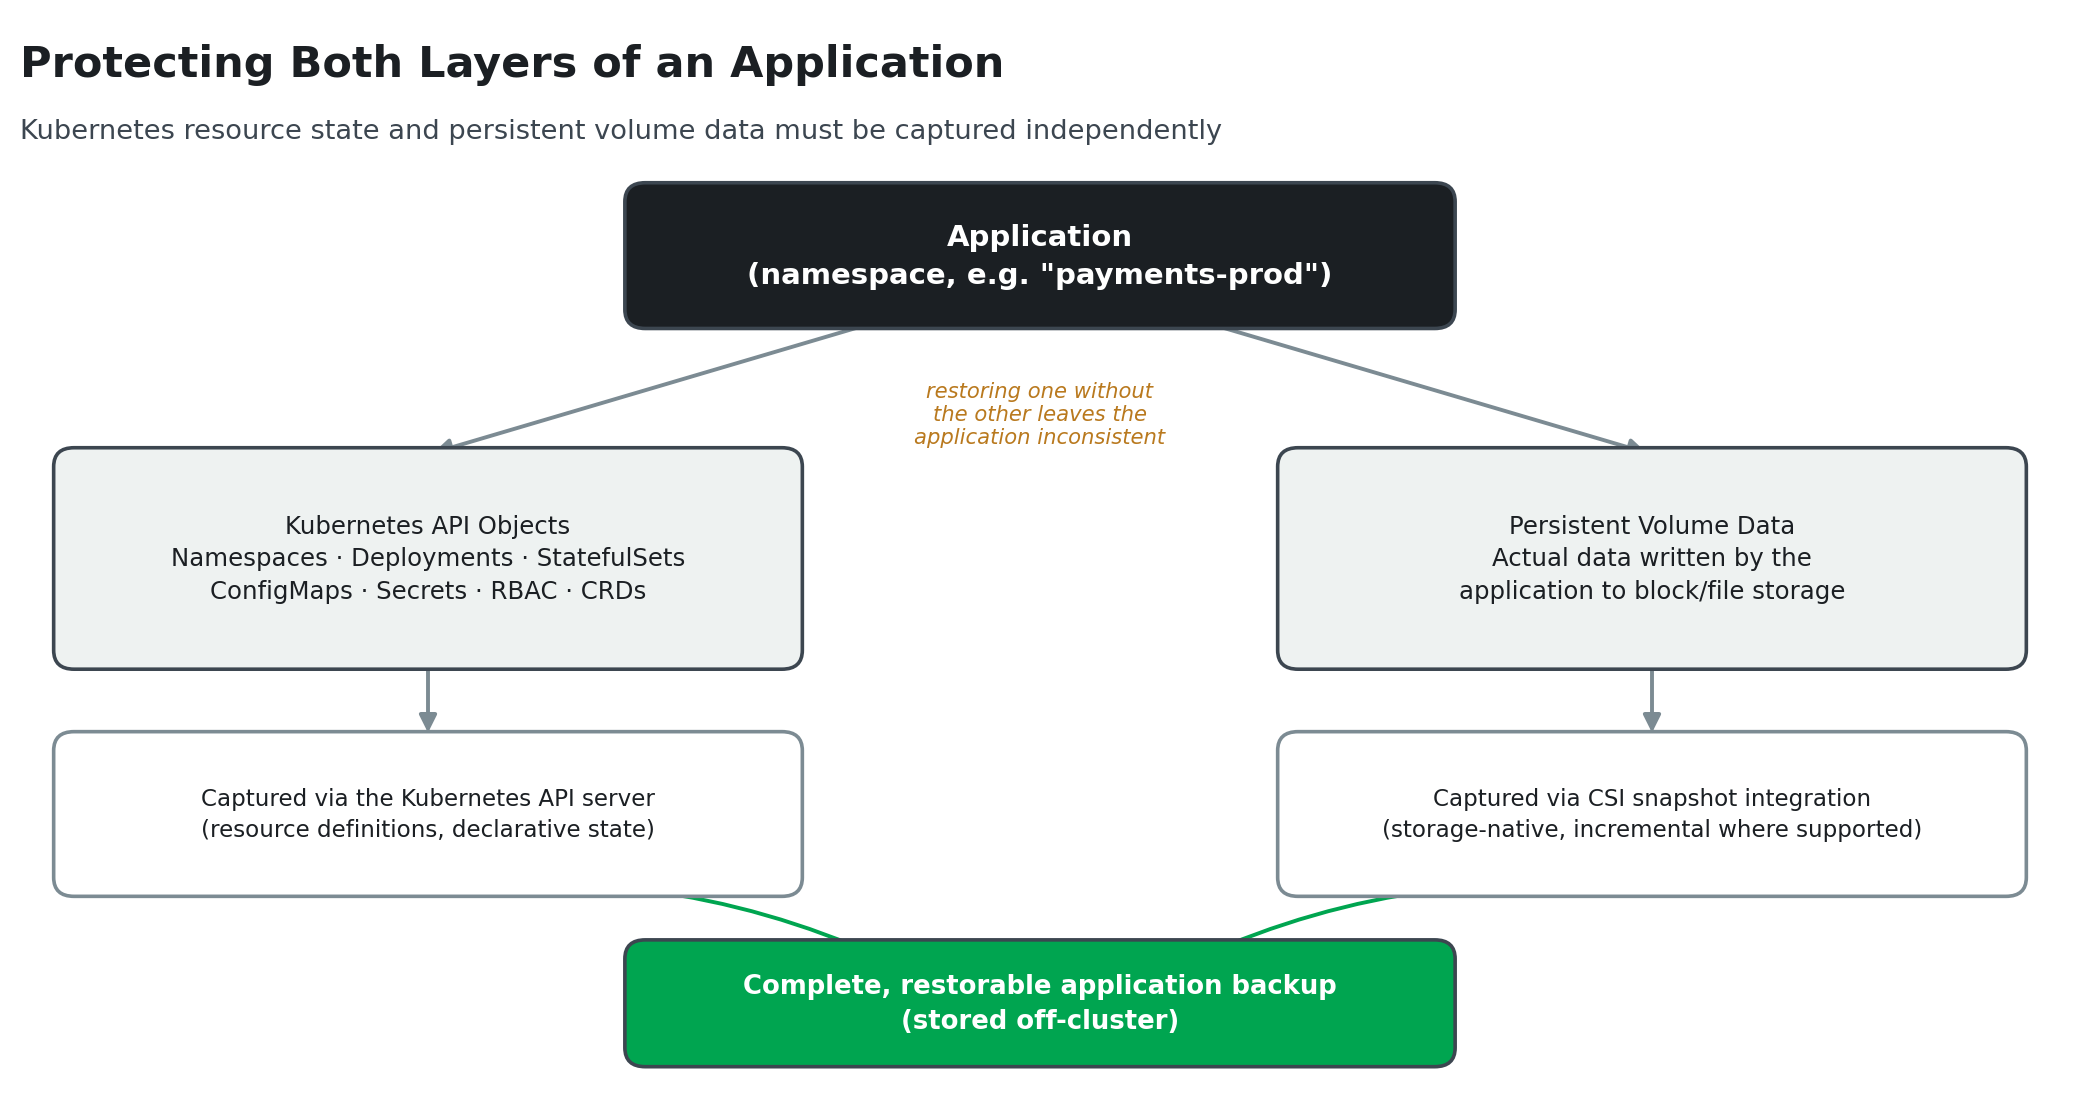 Protecting Both Layers of an Application
Kubernetes resource state and persistent volume data must be captured independently
Application
(namespace, e.g. "payments-prod")
restoring one without
the other leaves the
application inconsistent
Kubernetes API Objects
Namespaces · Deployments · StatefulSets
ConfigMaps · Secrets · RBAC · CRDs
Persistent Volume Data
Actual data written by the
application to block/file storage
Captured via the Kubernetes API server
(resource definitions, declarative state)
Captured via CSI snapshot integration
(storage-native, incremental where supported)
Complete, restorable application backup
(stored off-cluster)